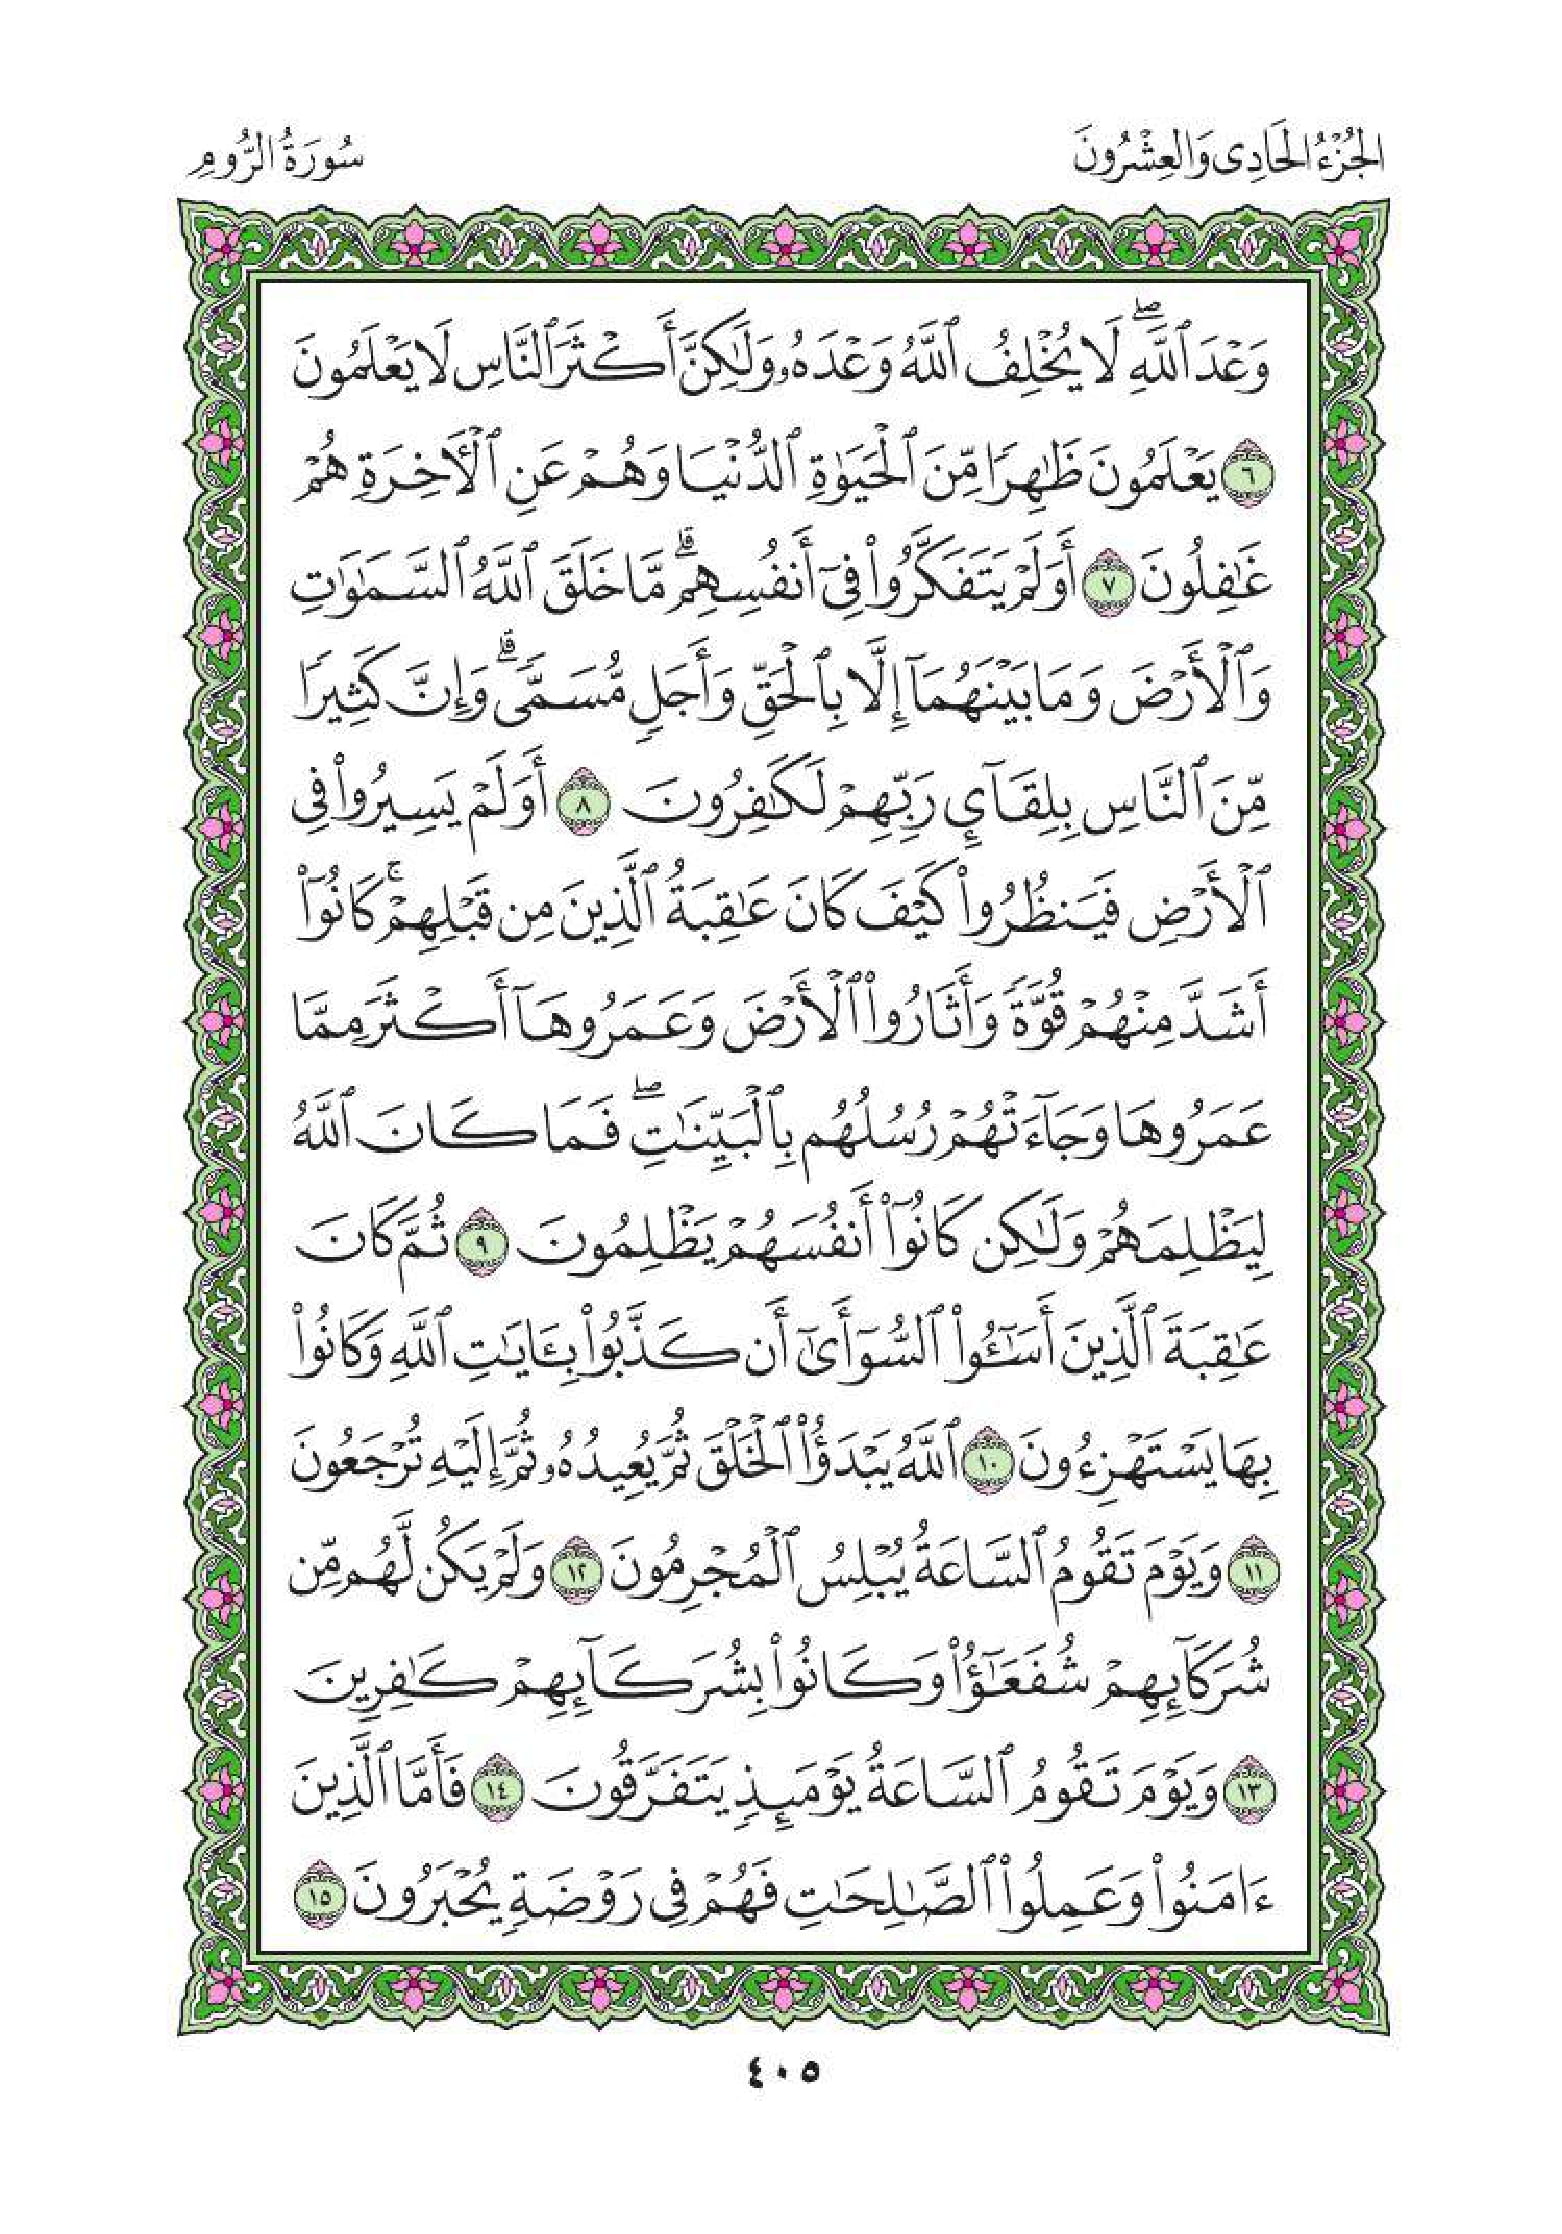 الجُزْءُ الحَادِى وَالعِشْرُونَ
سُورَةُ الرُّومِ
وَعْدَ ٱللَّهِۖ لَا يُخْلِفُ ٱللَّهُ وَعْدَهُۥ وَلَٰكِنَّ أَكْثَرَ ٱلنَّاسِ لَا يَعْلَمُونَ
٦ يَعْلَمُونَ ظَٰهِرًا مِّنَ ٱلْحَيَوٰةِ ٱلدُّنْيَا وَهُمْ عَنِ ٱلْأَخِرَةِ هُمْ
غَٰفِلُونَ ٧ أَوَلَمْ يَتَفَكَّرُوا۟ فِىٓ أَنفُسِهِمۗ مَّا خَلَقَ ٱللَّهُ ٱلسَّمَٰوَٰتِ
وَٱلْأَرْضَ وَمَا بَيْنَهُمَآ إِلَّا بِٱلْحَقِّ وَأَجَلٍ مُّسَمًّىۗ وَإِنَّ كَثِيرًا
مِّنَ ٱلنَّاسِ بِلِقَآئِ رَبِّهِمْ لَكَٰفِرُونَ ٨ أَوَلَمْ يَسِيرُوا۟ فِى
ٱلْأَرْضِ فَيَنظُرُوا۟ كَيْفَ كَانَ عَٰقِبَةُ ٱلَّذِينَ مِن قَبْلِهِمْۚ كَانُوٓا۟
أَشَدَّ مِنْهُمْ قُوَّةً وَأَثَارُوا۟ ٱلْأَرْضَ وَعَمَرُوهَآ أَكْثَرَ مِمَّا
عَمَرُوهَا وَجَآءَتْهُمْ رُسُلُهُم بِٱلْبَيِّنَٰتِۖ فَمَا كَانَ ٱللَّهُ
لِيَظْلِمَهُمْ وَلَٰكِن كَانُوٓا۟ أَنفُسَهُمْ يَظْلِمُونَ ٩ ثُمَّ كَانَ
عَٰقِبَةَ ٱلَّذِينَ أَسَٰٓـُٔوا۟ ٱلسُّوٓأَىٰٓ أَن كَذَّبُوا۟ بِـَٔايَٰتِ ٱللَّهِ وَكَانُوا۟
بِهَا يَسْتَهْزِءُونَ ١٠ ٱللَّهُ يَبْدَؤُا۟ ٱلْخَلْقَ ثُمَّ يُعِيدُهُۥ ثُمَّ إِلَيْهِ تُرْجَعُونَ
١١ وَيَوْمَ تَقُومُ ٱلسَّاعَةُ يُبْلِسُ ٱلْمُجْرِمُونَ ١٢ وَلَمْ يَكُن لَّهُم مِّن
شُرَكَآئِهِمْ شُفَعَٰٓؤُا۟ وَكَانُوا۟ بِشُرَكَآئِهِمْ كَٰفِرِينَ
١٣ وَيَوْمَ تَقُومُ ٱلسَّاعَةُ يَوْمَئِذٍ يَتَفَرَّقُونَ ١٤ فَأَمَّا ٱلَّذِينَ
ءَامَنُوا۟ وَعَمِلُوا۟ ٱلصَّٰلِحَٰتِ فَهُمْ فِى رَوْضَةٍ يُحْبَرُونَ ١٥
٤٠٥